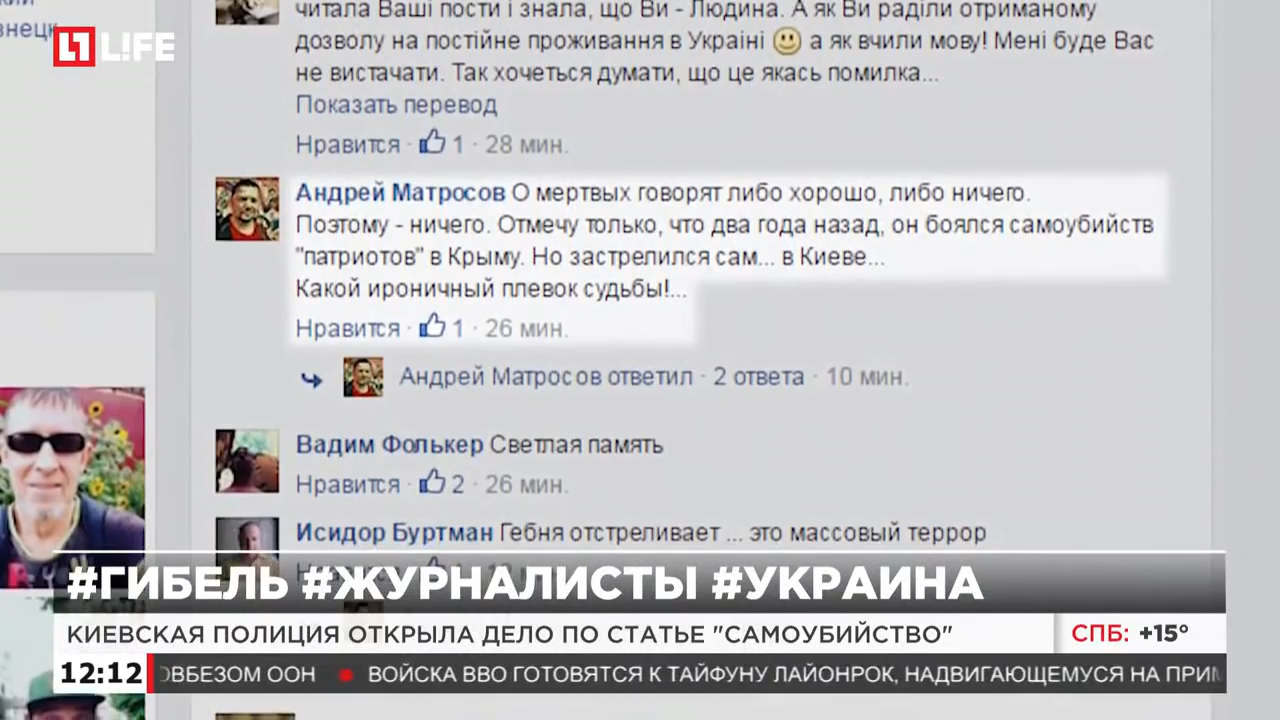 знецк
L! LIFE
читала Ваші пости і знала, що Ви - Людина. А як Ви раділи отриманому
дозволу на постійне проживання в Україні а як вчили мову! Мені буде Вас
не вистачати. Так хочеться думати, що це якась помилка...
Показать перевод
Нравится · 1 · 28 мин.
Андрей Матросов О мертвых говорят либо хорошо, либо ничего.
Поэтому - ничего. Отмечу только, что два года назад, он боялся самоубийств
"патриотов" в Крыму. Но застрелился сам... в Киеве...
Какой ироничный плевок судьбы!...
Нравится · 1 · 26 мин.
Андрей Матросов ответил · 2 ответа · 10 мин.
Вадим Фолькер Светлая память
Нравится · 2 · 26 мин.
Исидор Буртман Гебня отстреливает ... это массовый террор
#ГИБЕЛЬ #ЖУРНАЛИСТЫ #УКРАИНА
КИЕВСКАЯ ПОЛИЦИЯ ОТКРЫЛА ДЕЛО ПО СТАТЬЕ "САМОУБИЙСТВО"
СПБ: +15°
12:12 ОВБЕЗОМ ООН • ВОЙСКА ВВО ГОТОВЯТСЯ К ТАЙФУНУ ЛАЙОНРОК, НАДВИГАЮЩЕМУСЯ НА ПРИМ